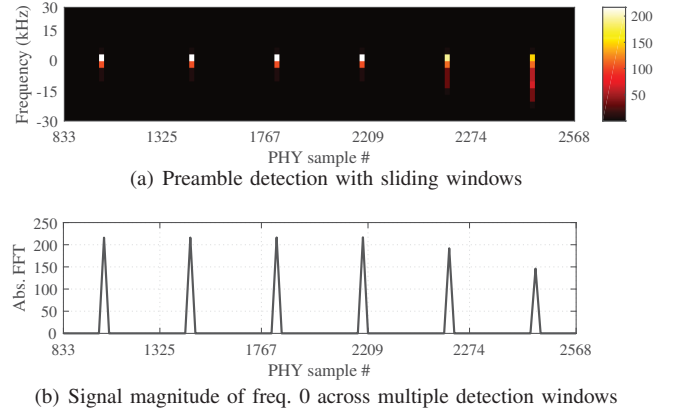 Frequency (kHz)
30
15
0
-15
-30
833 1325 1767 2209 2274 2568
PHY sample #
200
150
100
50
(a) Preamble detection with sliding windows
Abs. FFT
250
200
150
100
50
0
833 1325 1767 2209 2274 2568
PHY sample #
(b) Signal magnitude of freq. 0 across multiple detection windows